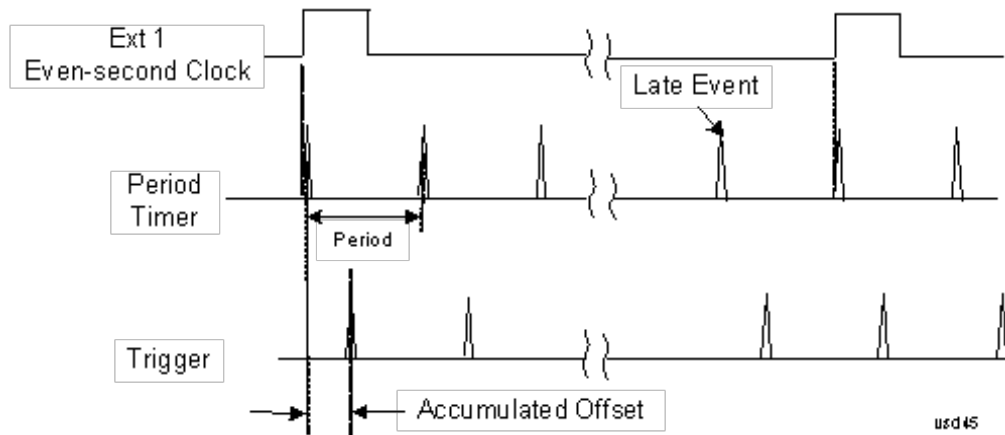 Ext 1
Even-second Clock
Late Event
Period
Timer
Period
Trigger
Accumulated Offset
usd45